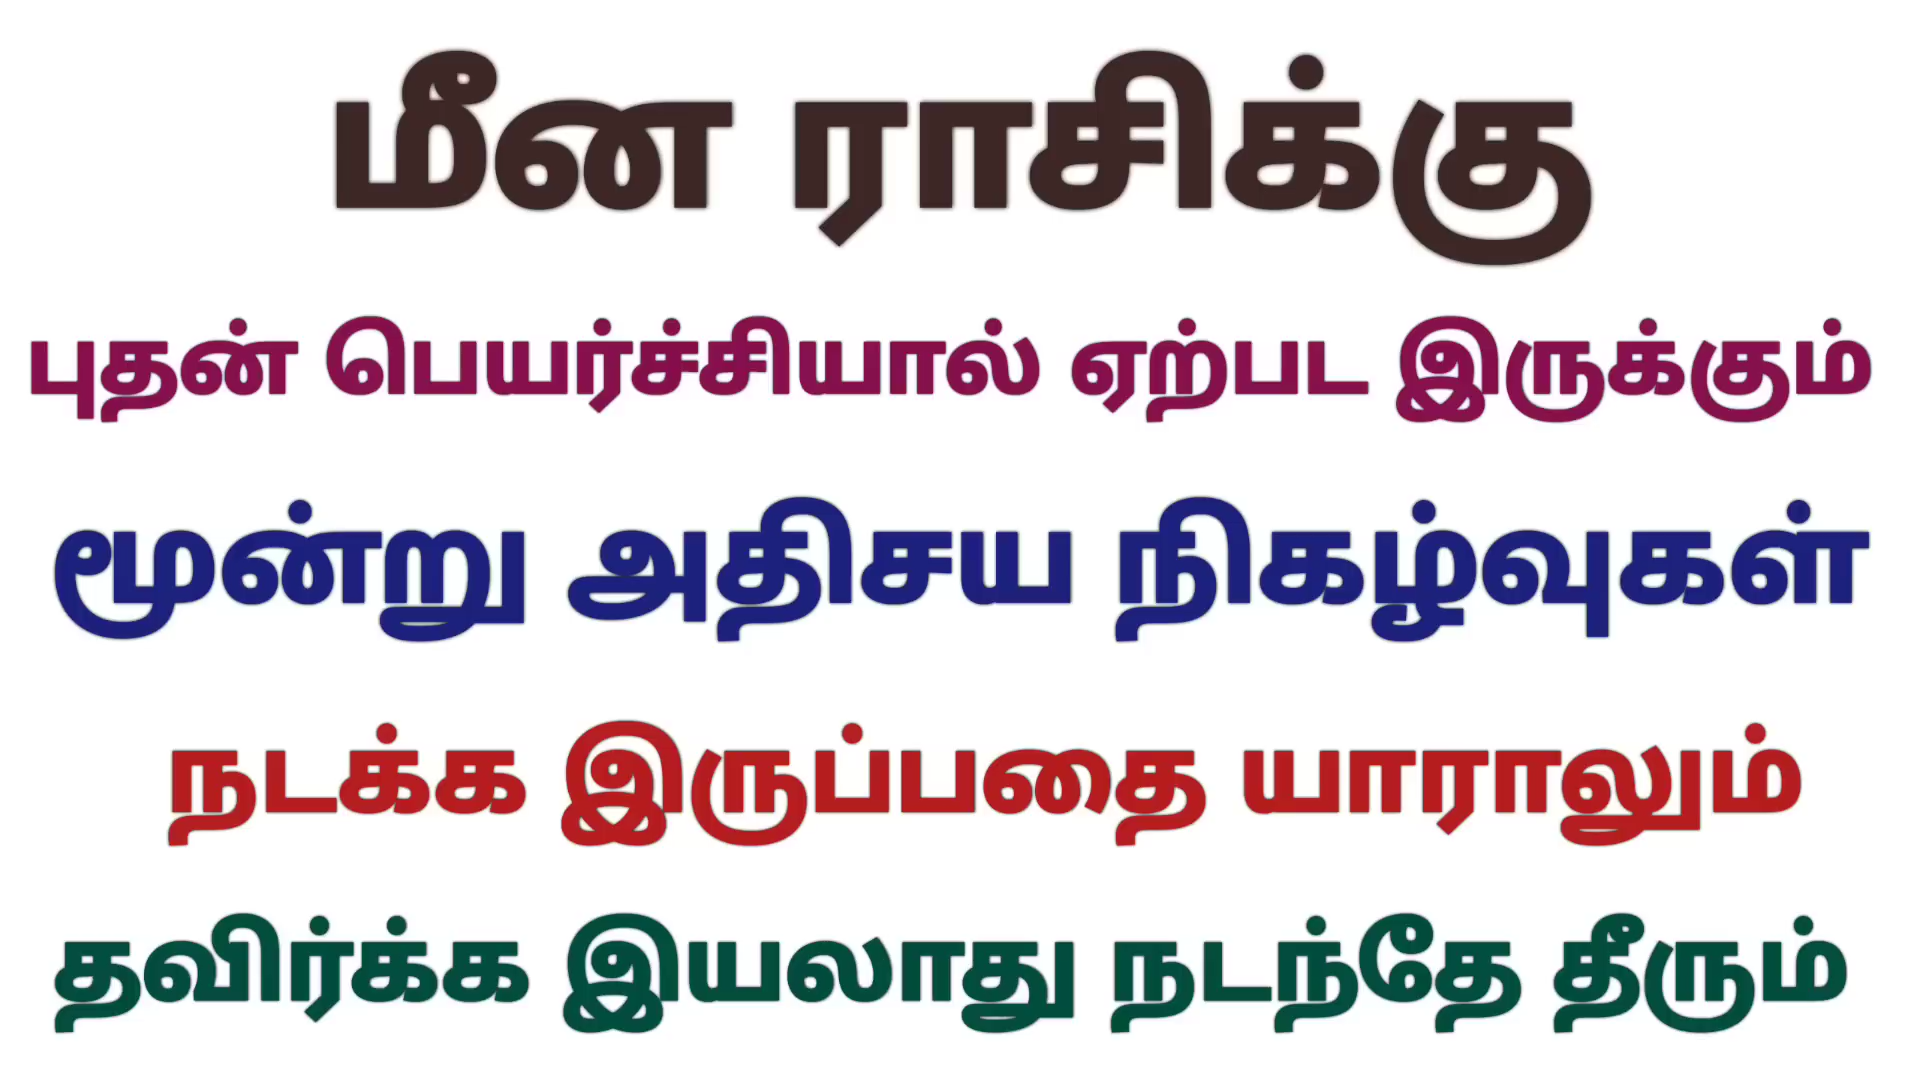 மீன ராசிக்கு
புதன் பெயர்ச்சியால் ஏற்பட இருக்கும்
மூன்று அதிசய நிகழ்வுகள்
நடக்க இருப்பதை யாராலும்
தவிர்க்க இயலாது நடந்தே தீரும்